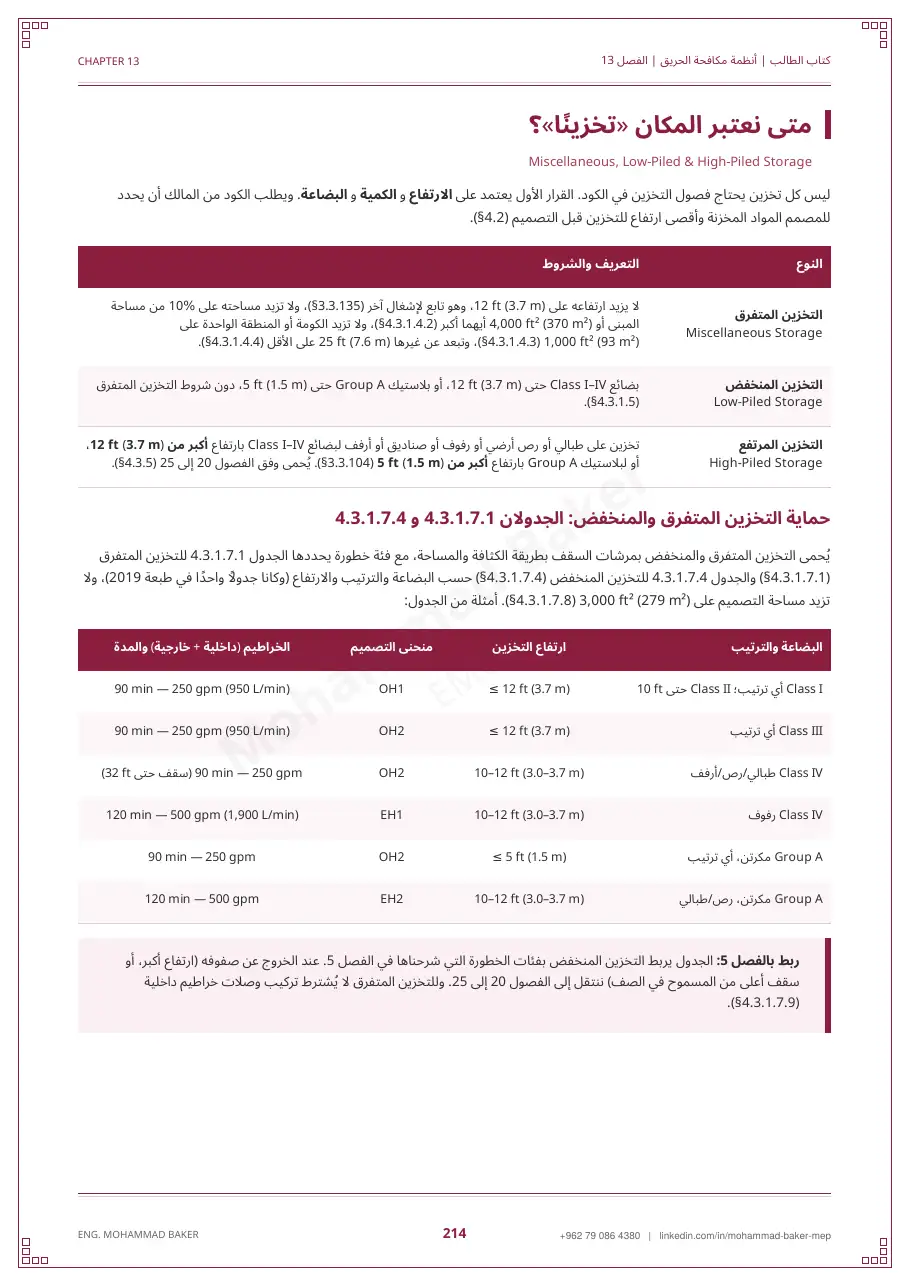 CHAPTER 13
كتاب الطالب | أنظمة مكافحة الحريق | الفصل 13
متى نعتبر المكان «تخزينًا»؟
Miscellaneous, Low-Piled & High-Piled Storage
ليس كل تخزين يحتاج فصول التخزين في الكود. القرار الأول يعتمد على الارتفاع و الكمية و البضاعة. ويطلب الكود من المالك أن يحدد
للمصمم المواد المخزنة وأقصى ارتفاع للتخزين قبل التصميم (§4.2).
النوع
التعريف والشروط
التخزين المتفرق
Miscellaneous Storage
لا يزيد ارتفاعه على 12 ft (3.7 m)، وهو تابع لإشغال آخر (§3.3.135)، ولا تزيد مساحته على 10% من مساحة
المبنى أو 4,000 ft² (370 m²) أيهما أكبر (§4.3.1.4.2)، ولا تزيد الكومة أو المنطقة الواحدة على
1,000 ft² (93 m²) (§4.3.1.4.3)، وتبعد عن غيرها 25 ft (7.6 m) على الأقل (§4.3.1.4.4).
التخزين المنخفض
Low-Piled Storage
بضائع Class I–IV حتى 12 ft (3.7 m)، أو بلاستيك Group A حتى 5 ft (1.5 m)، دون شروط التخزين المتفرق
(§4.3.1.5).
التخزين المرتفع
High-Piled Storage
تخزين على طبالي أو رص أرضي أو رفوف أو صناديق أو أرفف لبضائع Class I–IV بارتفاع أكبر من 12 ft (3.7 m)،
أو لبلاستيك Group A بارتفاع أكبر من 5 ft (1.5 m) (§3.3.104). يُحمى وفق الفصول 20 إلى 25 (§4.3.5).
حماية التخزين المتفرق والمنخفض: الجدولان 4.3.1.7.1 و 4.3.1.7.4
يُحمى التخزين المتفرق والمنخفض بمرشات السقف بطريقة الكثافة والمساحة، مع فئة خطورة يحددها الجدول 4.3.1.7.1 للتخزين المتفرق
(§4.3.1.7.1) والجدول 4.3.1.7.4 للتخزين المنخفض (§4.3.1.7.4) حسب البضاعة والترتيب والارتفاع (وكانا جدولًا واحدًا في طبعة 2019)، ولا
تزيد مساحة التصميم على 3,000 ft² (279 m²) (§4.3.1.7.8). أمثلة من الجدول:
البضاعة والترتيب
ارتفاع التخزين
منحنى التصميم
الخراطيم (داخلية + خارجية) والمدة
Class I أي ترتيب؛ Class II حتى 10 ft
≤ 12 ft (3.7 m)
OH1
90 min — 250 gpm (950 L/min)
Class III أي ترتيب
≤ 12 ft (3.7 m)
OH2
90 min — 250 gpm (950 L/min)
Class IV طبالي/رص/أرفف
10–12 ft (3.0–3.7 m)
OH2
90 min — 250 gpm (سقف حتى 32 ft)
Class IV رفوف
10–12 ft (3.0–3.7 m)
EH1
120 min — 500 gpm (1,900 L/min)
Group A مكرتن، أي ترتيب
≤ 5 ft (1.5 m)
OH2
90 min — 250 gpm
Group A مكرتن، رص/طبالي
10–12 ft (3.0–3.7 m)
EH2
120 min — 500 gpm
ربط بالفصل 5: الجدول يربط التخزين المنخفض بفئات الخطورة التي شرحناها في الفصل 5. عند الخروج عن صفوفه (ارتفاع أكبر، أو
سقف أعلى من المسموح في الصف) ننتقل إلى الفصول 20 إلى 25. وللتخزين المتفرق لا يُشترط تركيب وصلات خراطيم داخلية
(§4.3.1.7.9).
ENG. MOHAMMAD BAKER
214
+962 79 086 4380 | linkedin.com/in/mohammad-baker-mep